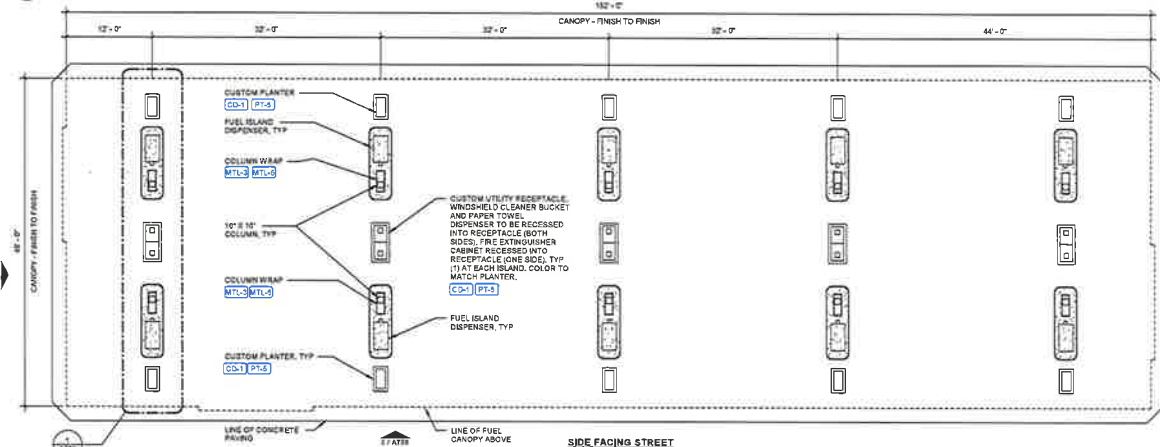 152'-0"
CANOPY - FINISH TO FINISH
12'-0"
32'-0"
32'-0"
32'-0"
44'-0"
CUSTOM PLANTER
CD-1 PT-5
FUEL ISLAND
DISPENSER, TYP
COLUMN WRAP
MTL-3 MTL-5
10" X 10"
COLUMN, TYP
COLUMN WRAP
MTL-3 MTL-5
CUSTOM PLANTER, TYP
CD-1 PT-5
CUSTOM UTILITY RECEPTACLE,
WINDSHIELD CLEANER BUCKET
AND PAPER TOWEL
DISPENSER TO BE RECESSED
INTO RECEPTACLE (BOTH
SIDES), FIRE EXTINGUISHER
CABINET RECESSED INTO
RECEPTACLE (ONE SIDE), TYP
(1) AT EACH ISLAND. COLOR TO
MATCH PLANTER.
CD-1 PT-5
FUEL ISLAND
DISPENSER, TYP
CANOPY - FINISH TO FINISH
LINE OF CONCRETE
PAVING
LINE OF FUEL
CANOPY ABOVE
SIDE FACING STREET
1